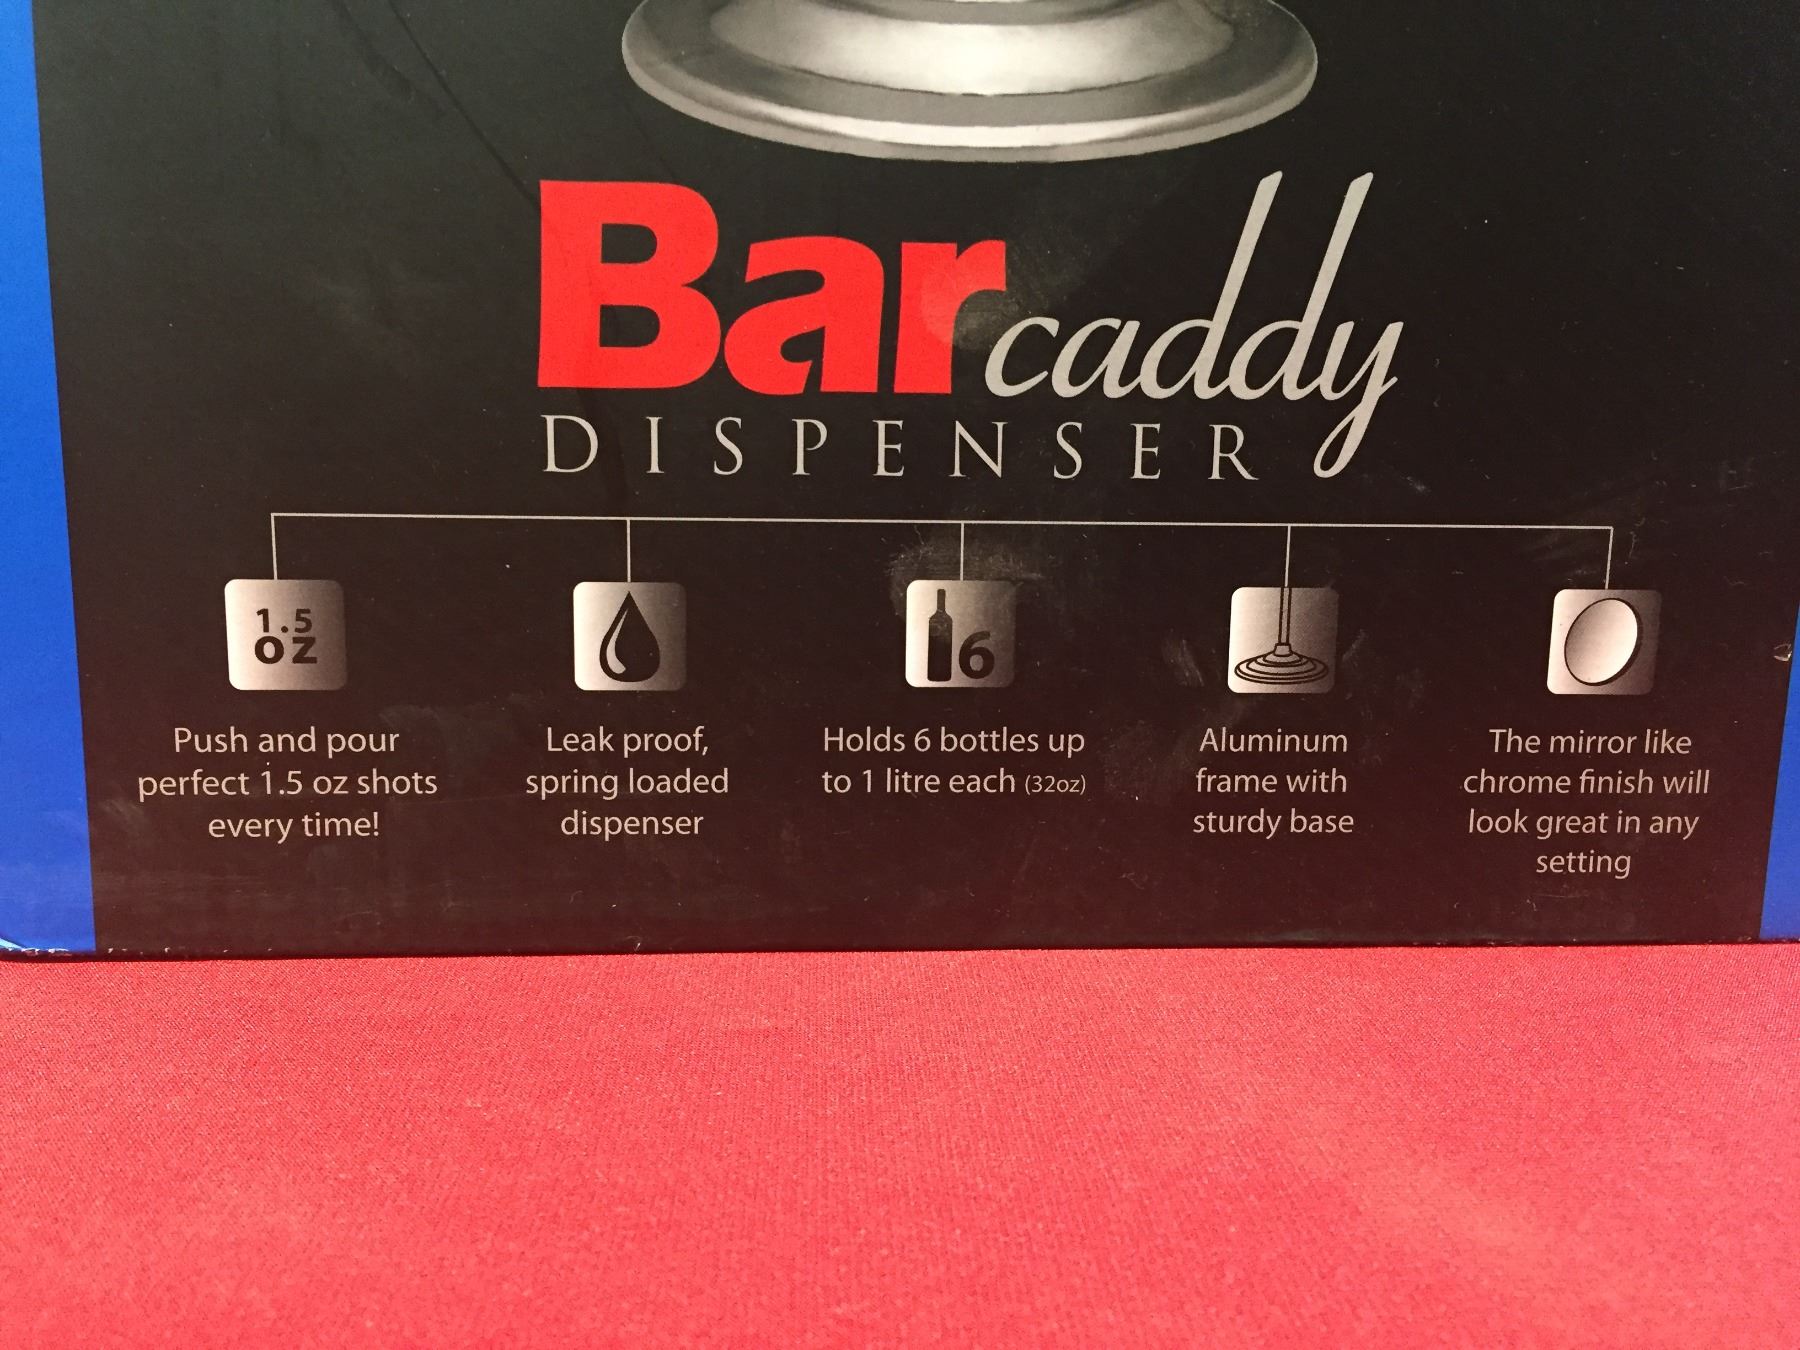 Bar caddy
DISPENSER
1.5
OZ
6
Push and pour
perfect 1.5 oz shots
every time!
Leak proof,
spring loaded
dispenser
Holds 6 bottles up
to 1 litre each (32oz)
Aluminum
frame with
sturdy base
The mirror like
chrome finish will
look great in any
setting